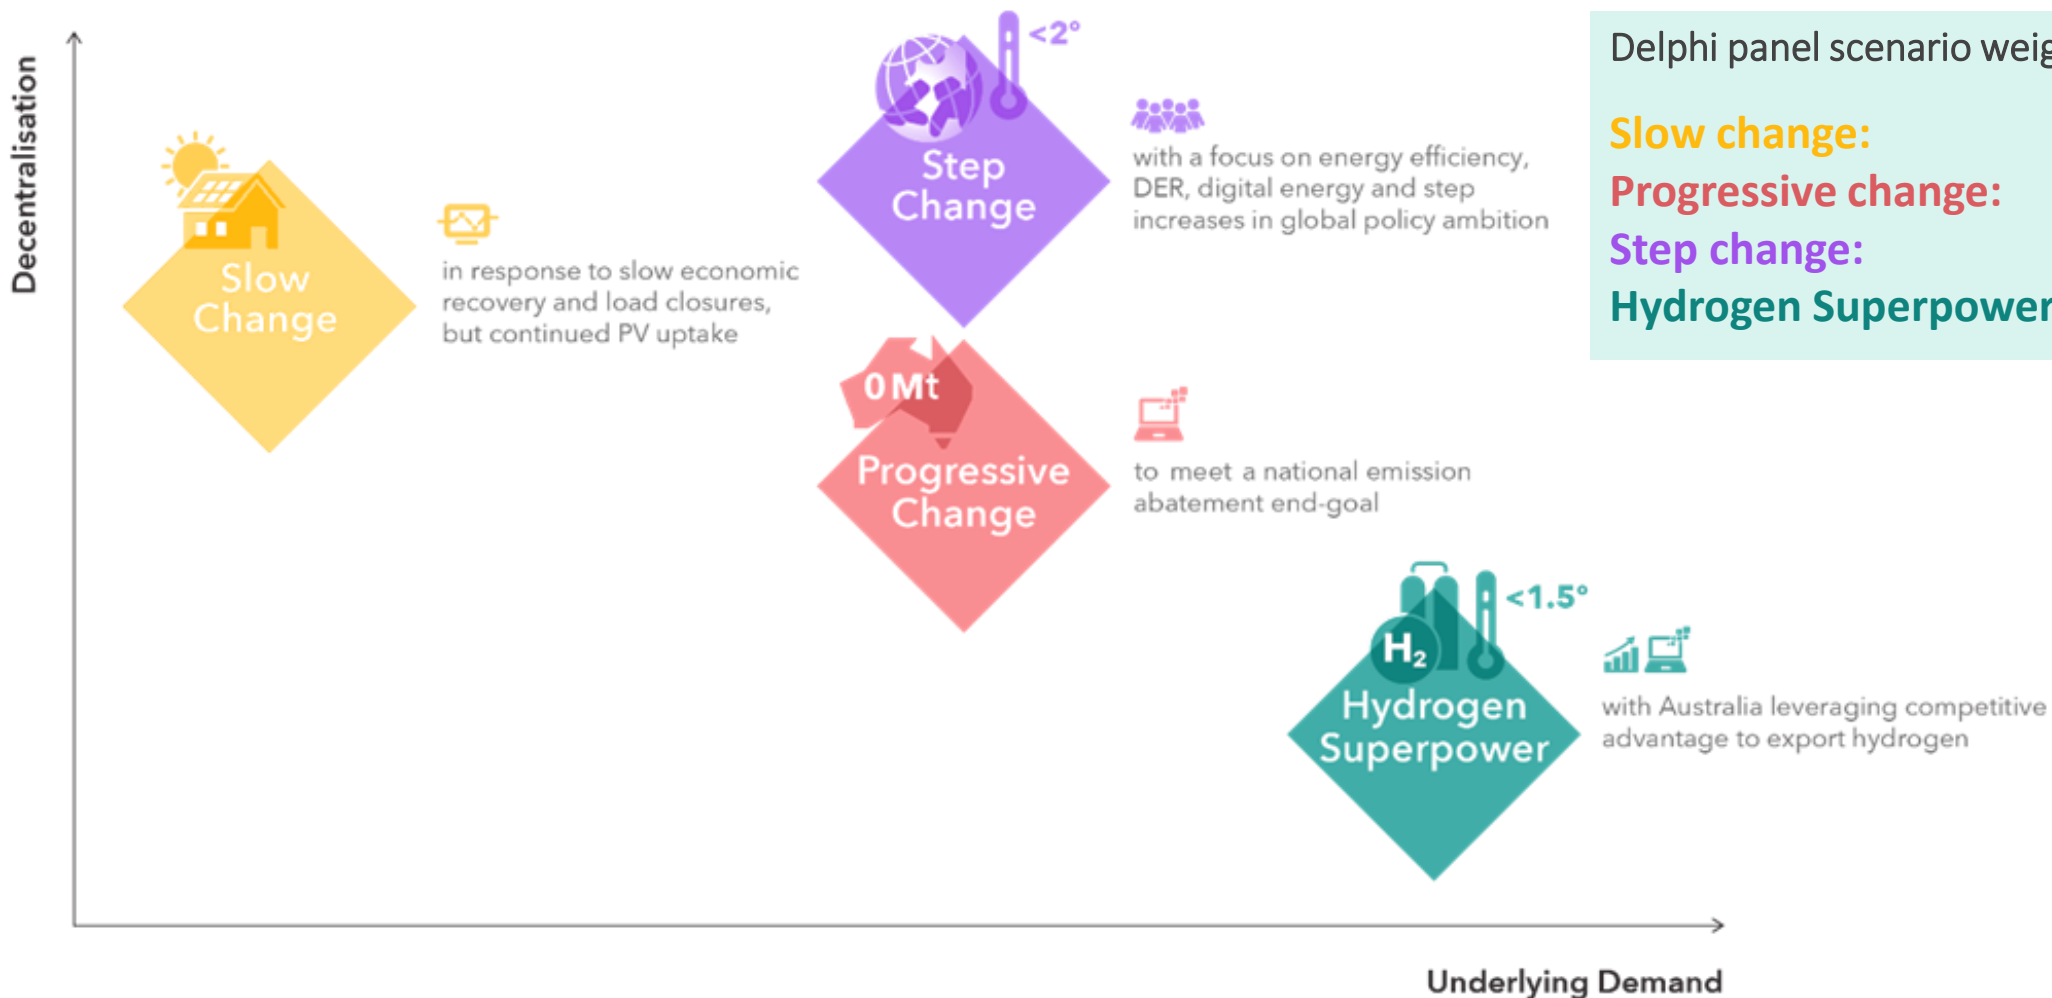 Decentralisation
<2°
Step
Change
with a focus on energy efficiency,
DER, digital energy and step
increases in global policy ambition
Slow
Change
in response to slow economic
recovery and load closures,
but continued PV uptake
0 Mt
Progressive
Change
to meet a national emission
abatement end-goal
<1.5°
H₂
Hydrogen
Superpower
with Australia leveraging competitive
advantage to export hydrogen
Underlying Demand
Delphi panel scenario
Slow change:
Progressive change:
Step change:
Hydrogen Superpower